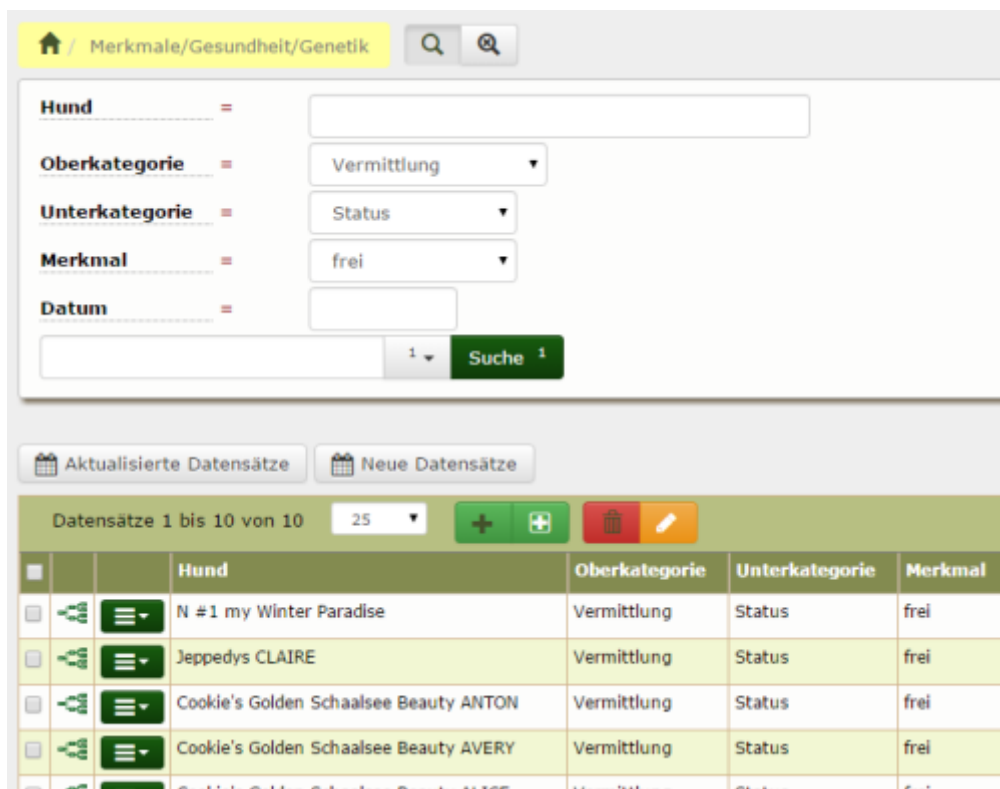 / Merkmale/Gesundheit/Genetik
Hund =
Oberkategorie = Vermittlung
Unterkategorie = Status
Merkmal = frei
Datum =
1 Suche 1
Aktualisierte Datensätze Neue Datensätze
Datensätze 1 bis 10 von 10 25
Hund Oberkategorie Unterkategorie Merkmal
N #1 my Winter Paradise Vermittlung Status frei
Jeppedys CLAIRE Vermittlung Status frei
Cookie's Golden Schaalsee Beauty ANTON Vermittlung Status frei
Cookie's Golden Schaalsee Beauty AVERY Vermittlung Status frei